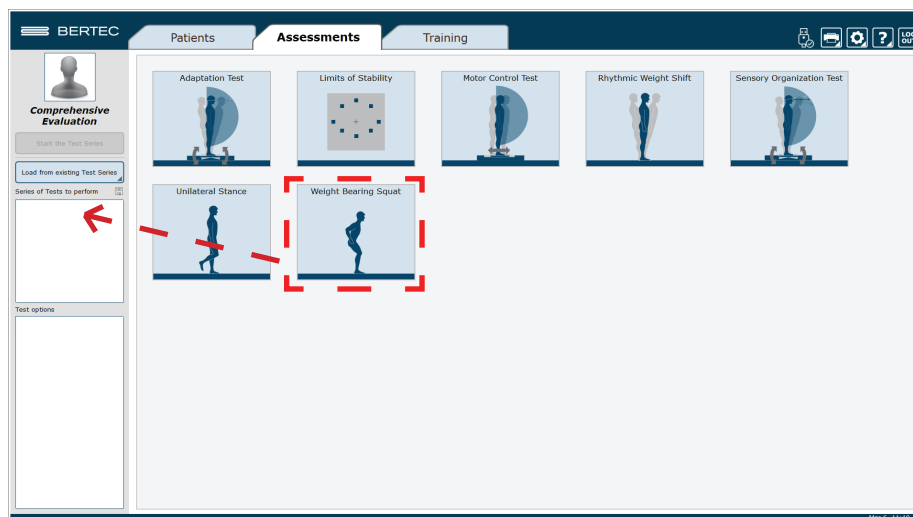 BERTEC
Patients
Assessments
Training
?
LOG
OUT
Comprehensive
Evaluation
Start the Test Series
Load from existing Test Series
Series of Tests to perform
Test options
Adaptation Test
Limits of Stability
Motor Control Test
Rhythmic Weight Shift
Sensory Organization Test
Unilateral Stance
Weight Bearing Squat